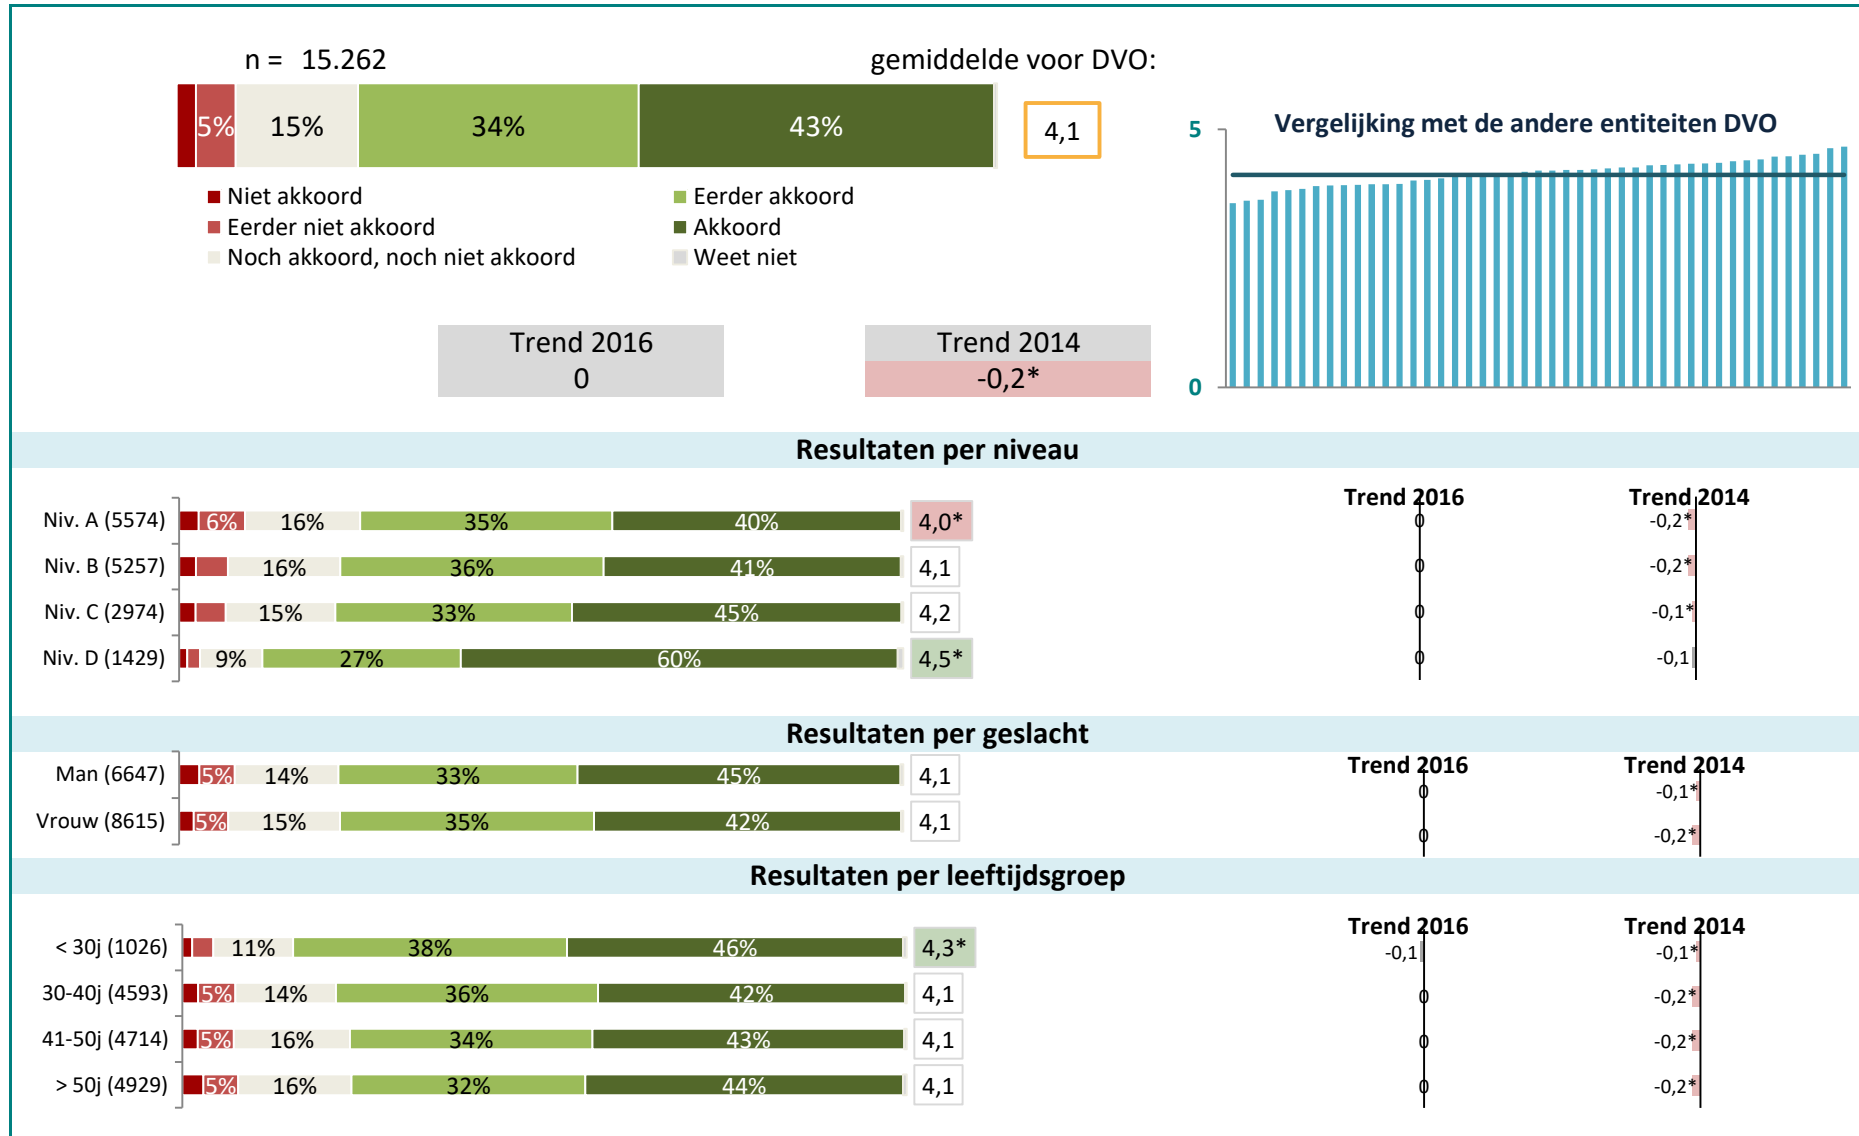 n = 15.262
gemiddelde voor DVO:
5% 15% 34% 43% 4,1
Niet akkoord
Eerder akkoord
Eerder niet akkoord
Akkoord
Noch akkoord, noch niet akkoord
Weet niet
Vergelijking met de andere entiteiten DVO
5
0
Trend 2016
0
Trend 2014
-0,2*
Resultaten per niveau
Trend 2016
Trend 2014
Niv. A (5574) 6% 16% 35% 40% 4,0* 0 -0,2*
Niv. B (5257) 16% 36% 41% 4,1 0 -0,2*
Niv. C (2974) 15% 33% 45% 4,2 0 -0,1*
Niv. D (1429) 9% 27% 60% 4,5* 0 -0,1
Resultaten per geslacht
Trend 2016
Trend 2014
Man (6647) 5% 14% 33% 45% 4,1 0 -0,1*
Vrouw (8615) 5% 15% 35% 42% 4,1 0 -0,2*
Resultaten per leeftijdsgroep
Trend 2016
Trend 2014
< 30j (1026) 11% 38% 46% 4,3* -0,1 -0,1*
30-40j (4593) 5% 14% 36% 42% 4,1 0 -0,2*
41-50j (4714) 5% 16% 34% 43% 4,1 0 -0,2*
> 50j (4929) 5% 16% 32% 44% 4,1 0 -0,2*